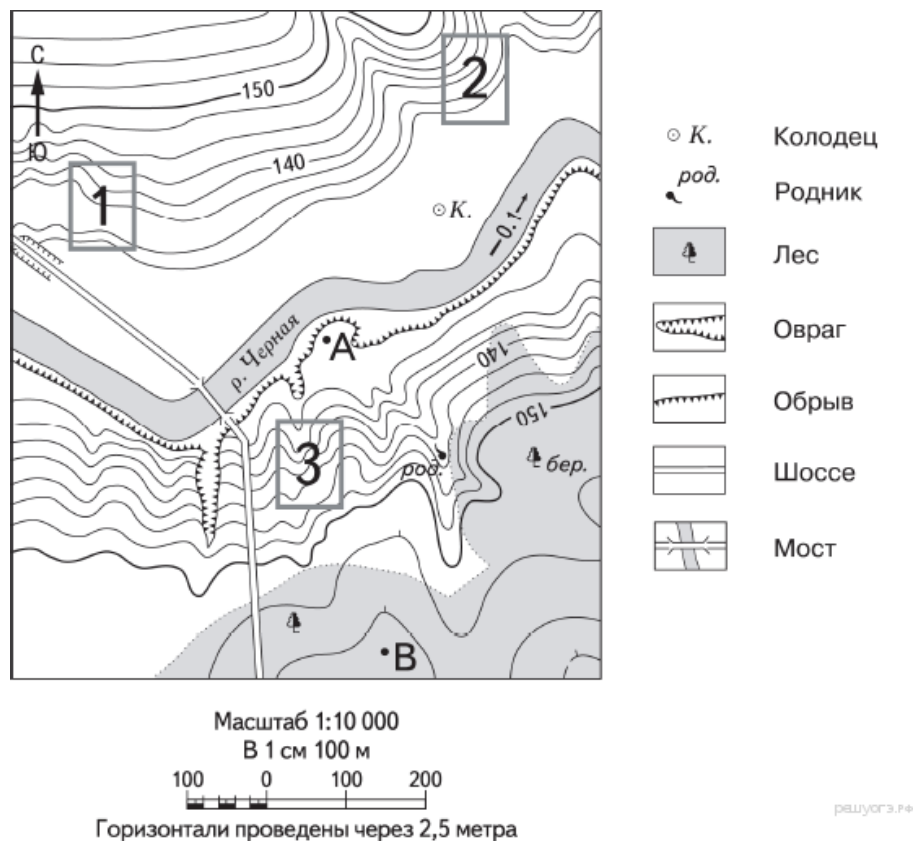 С
Ю
150
140
1
2
К.
0.1
р. Черная
А
140
150
3
род.
бер.
В
К. Колодец
род. Родник
Лес
Овраг
Обрыв
Шоссе
Мост
Масштаб 1:10 000
В 1 см 100 м
100 0 100 200
Горизонтали проведены через 2,5 метра
решуогэ.рф